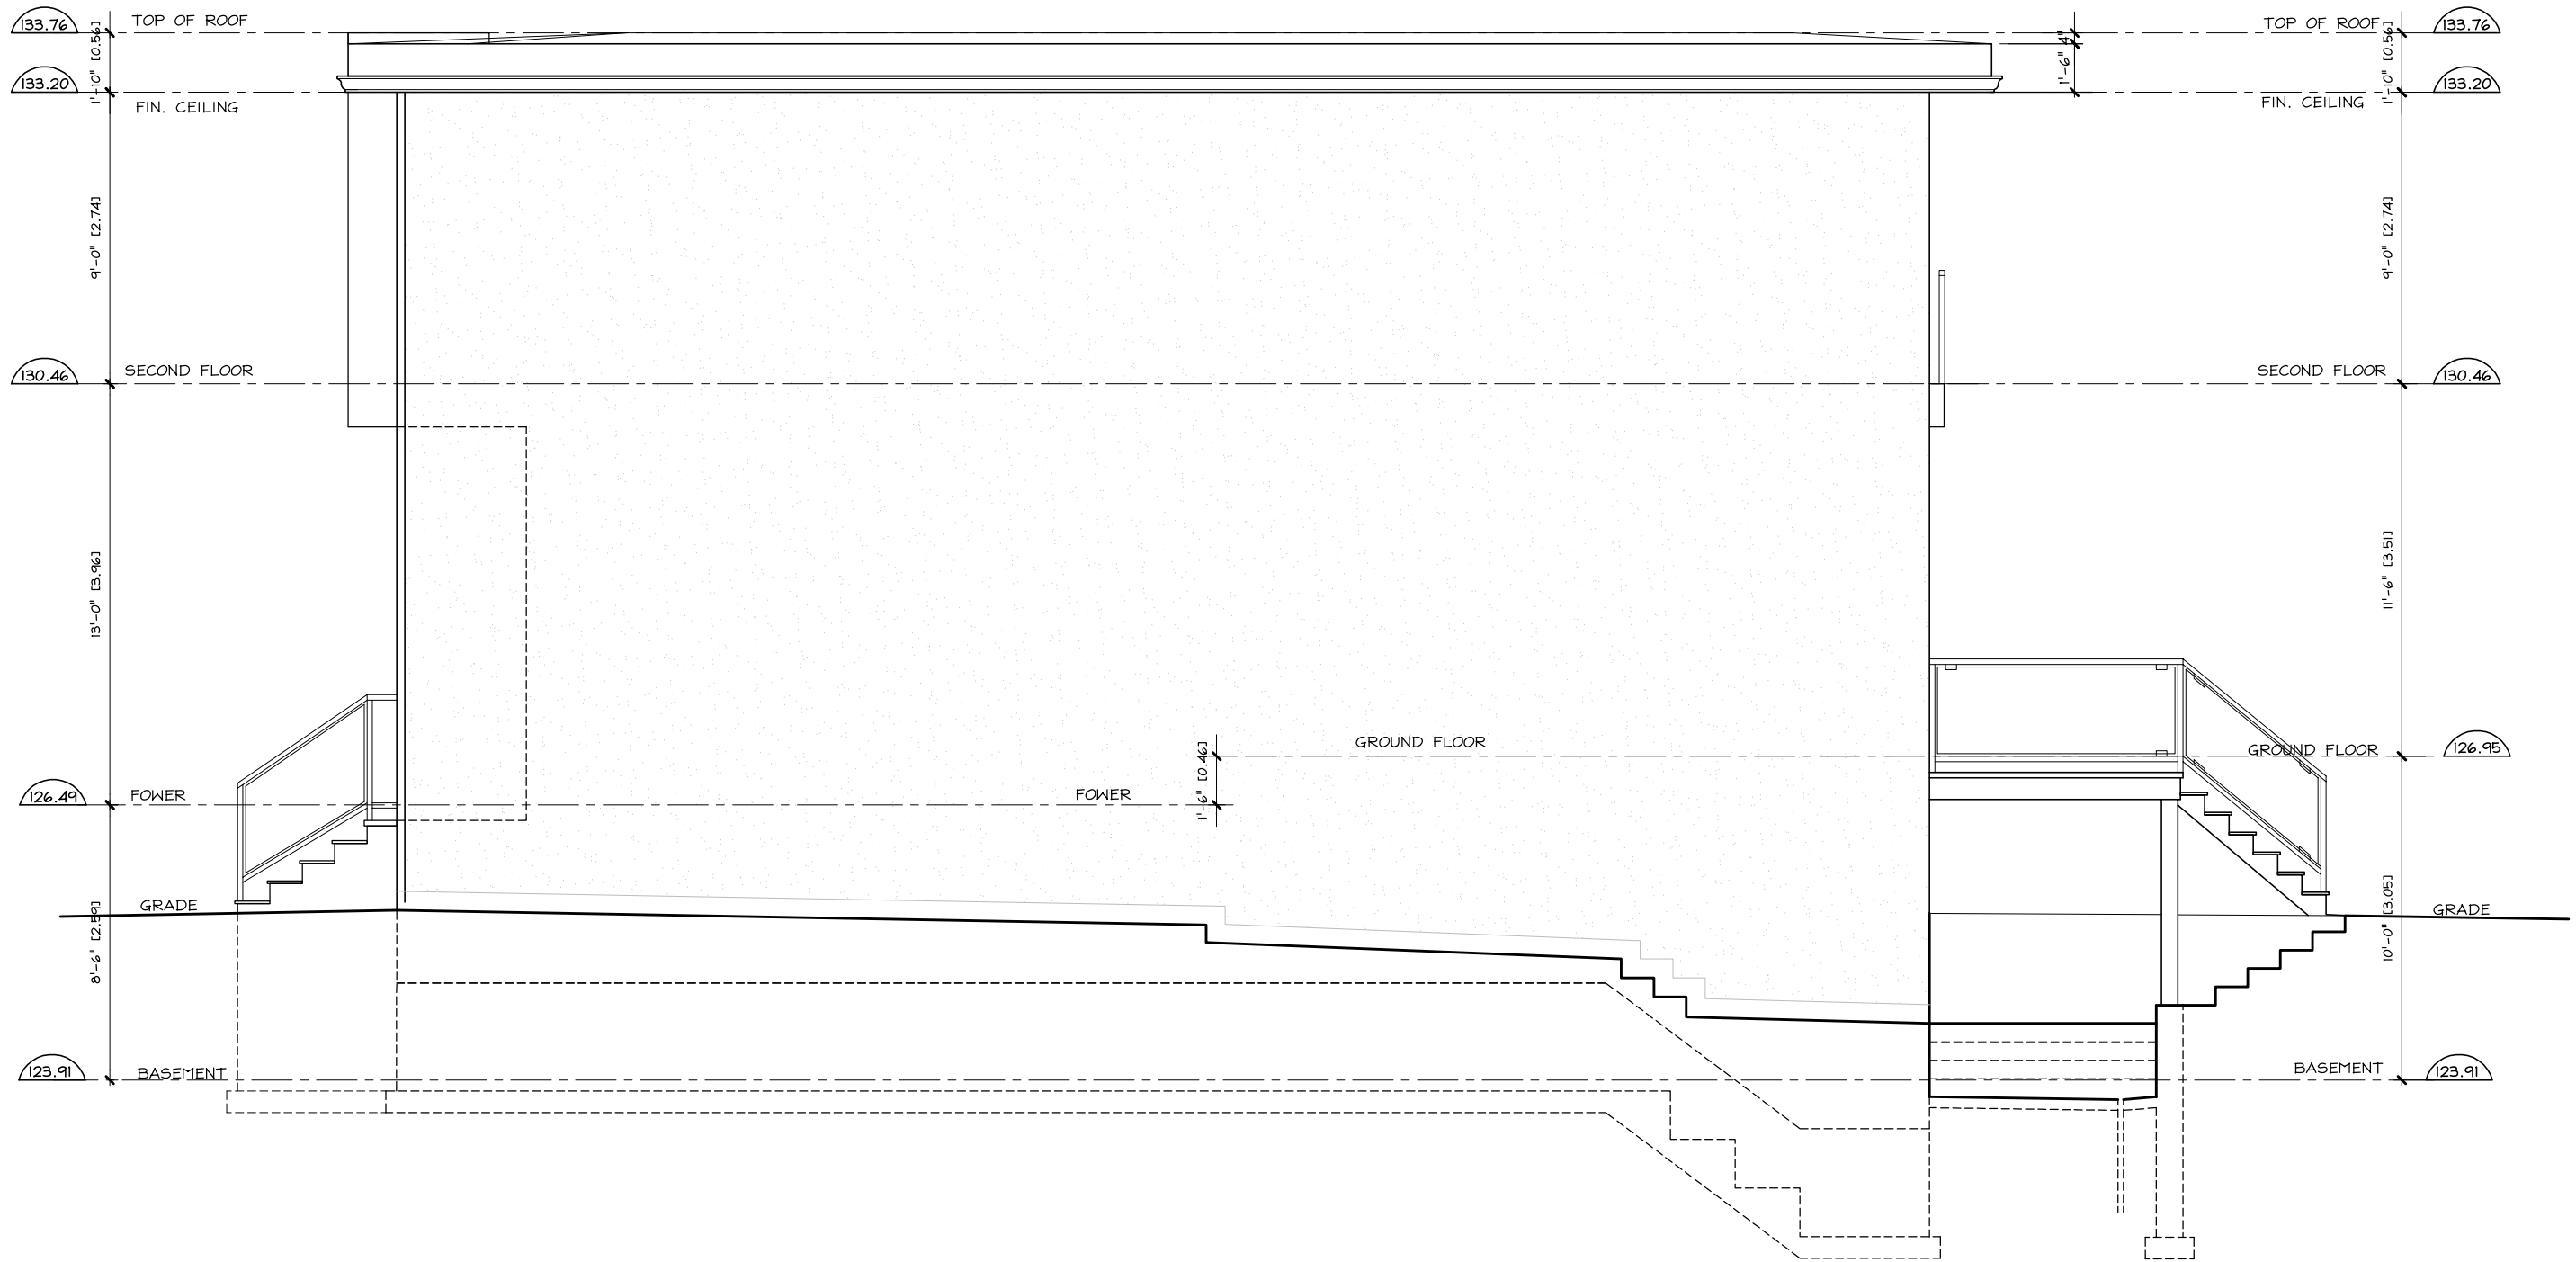 133.76 TOP OF ROOF
1'-10" [0.56]
133.20
FIN. CEILING
9'-0" [2.74]
130.46 SECOND FLOOR
13'-0" [3.96]
126.49 FOWER
GRADE
8'-6" [2.59]
123.91 BASEMENT
GROUND FLOOR
1'-6" [0.46]
FOWER
4"
1'-6"
TOP OF ROOF 133.76
1'-10" [0.56]
133.20
FIN. CEILING
9'-0" [2.74]
SECOND FLOOR 130.46
11'-6" [3.51]
GROUND FLOOR 126.95
10'-0" [3.05]
GRADE
BASEMENT 123.91